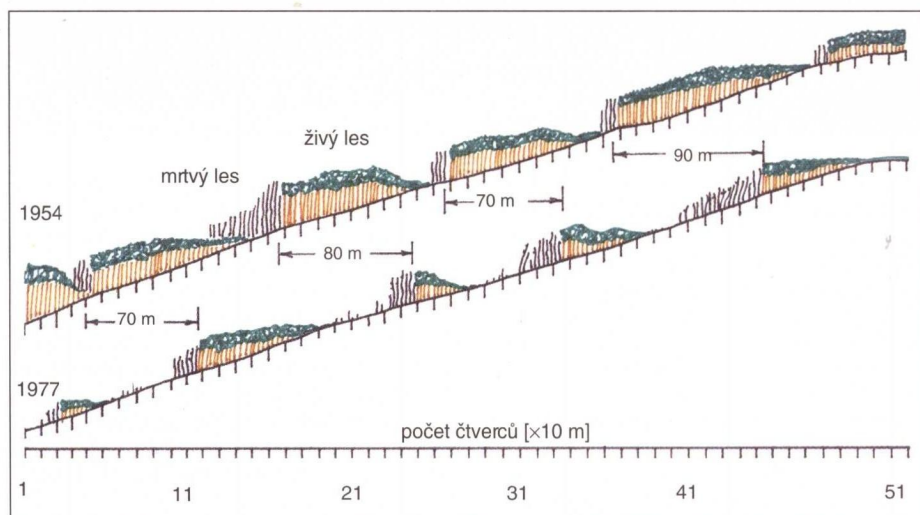 živý les
mrtvý les
90 m
1954
70 m
80 m
70 m
1977
počet čtverců [×10 m]
1 11 21 31 41 51